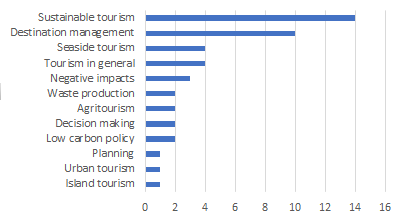 Sustainable tourism
Destination management
Seaside tourism
Tourism in general
Negative impacts
Waste production
Agritourism
Decision making
Low carbon policy
Planning
Urban tourism
Island tourism
0 2 4 6 8 10 12 14 16